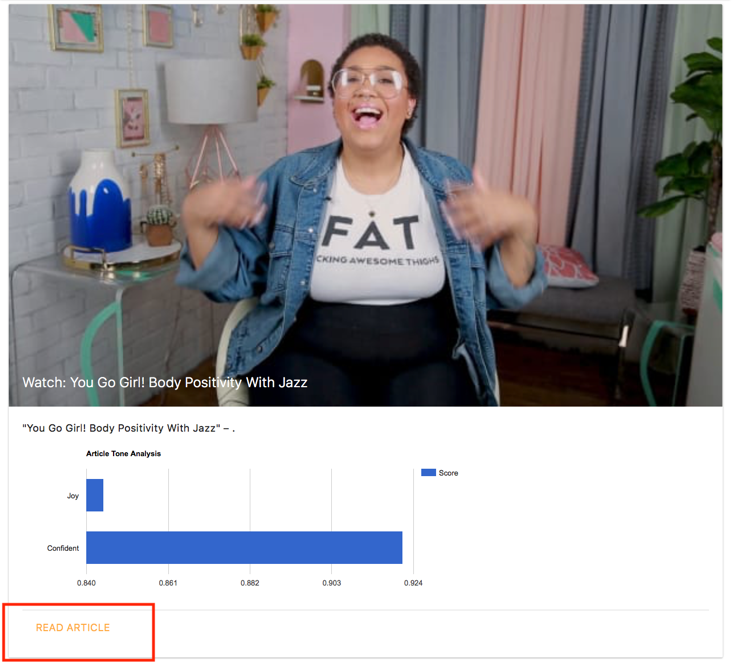 FAT
CKING AWESOME THIGHS
Watch: You Go Girl! Body Positivity With Jazz
"You Go Girl! Body Positivity With Jazz" – .
Article Tone Analysis
Score
Joy
Confident
0.840 0.861 0.882 0.903 0.924
READ ARTICLE